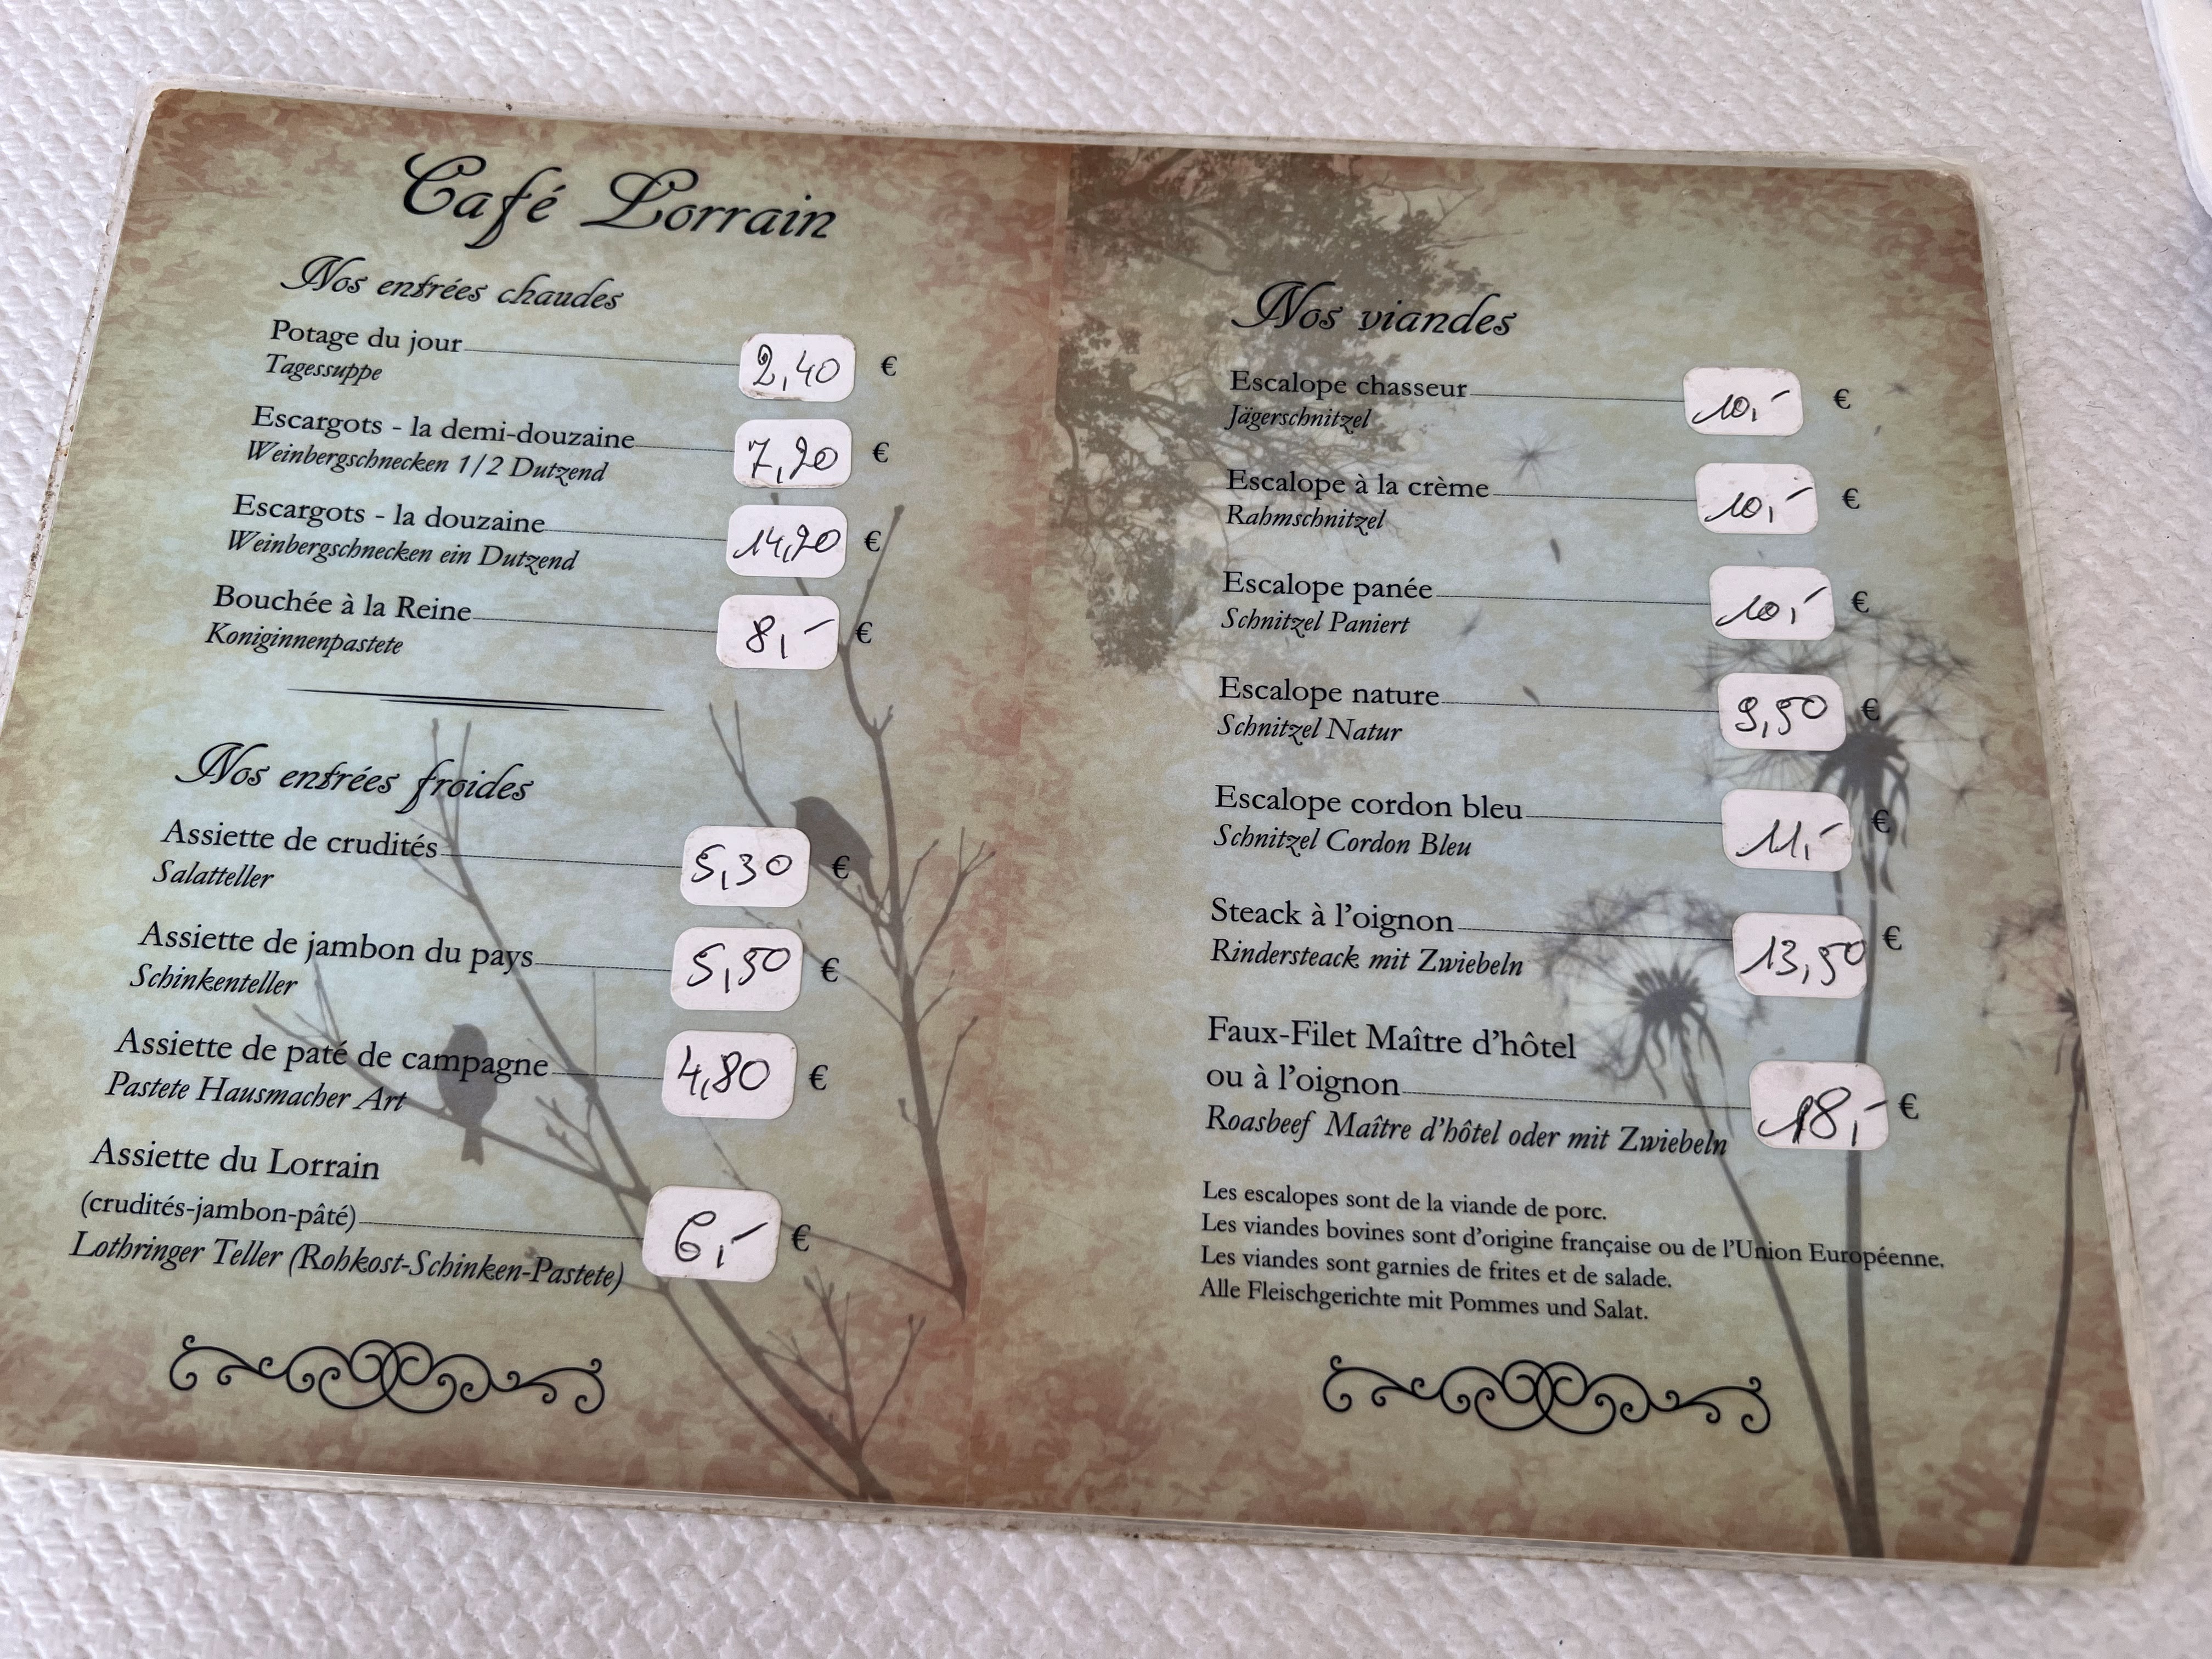 Café Lorrain
Nos entrées chaudes
Potage du jour 2,40 €
Tagessuppe
Escargots - la demi-douzaine 7,20 €
Weinbergschnecken 1/2 Dutzend
Escargots - la douzaine 14,20 €
Weinbergschnecken ein Dutzend
Bouchée à la Reine 8,- €
Koniginnenpastete
Nos entrées froides
Assiette de crudités 5,30 €
Salatteller
Assiette de jambon du pays 5,50 €
Schinkenteller
Assiette de paté de campagne 4,80 €
Pastete Hausmacher Art
Assiette du Lorrain
(crudités-jambon-pâté) 6,- €
Lothringer Teller (Rohkost-Schinken-Pastete)
Nos viandes
Escalope chasseur 10,- €
Jägerschnitzel
Escalope à la crème 10,- €
Rahmschnitzel
Escalope panée 10,- €
Schnitzel Paniert
Escalope nature 9,50 €
Schnitzel Natur
Escalope cordon bleu 11,- €
Schnitzel Cordon Bleu
Steack à l'oignon 13,50 €
Rindersteack mit Zwiebeln
Faux-Filet Maître d'hôtel
ou à l'oignon 18,- €
Roasbeef Maître d'hôtel oder mit Zwiebeln
Les escalopes sont de la viande de porc.
Les viandes bovines sont d'origine française ou de l'Union Européenne.
Les viandes sont garnies de frites et de salade.
Alle Fleischgerichte mit Pommes und Salat.